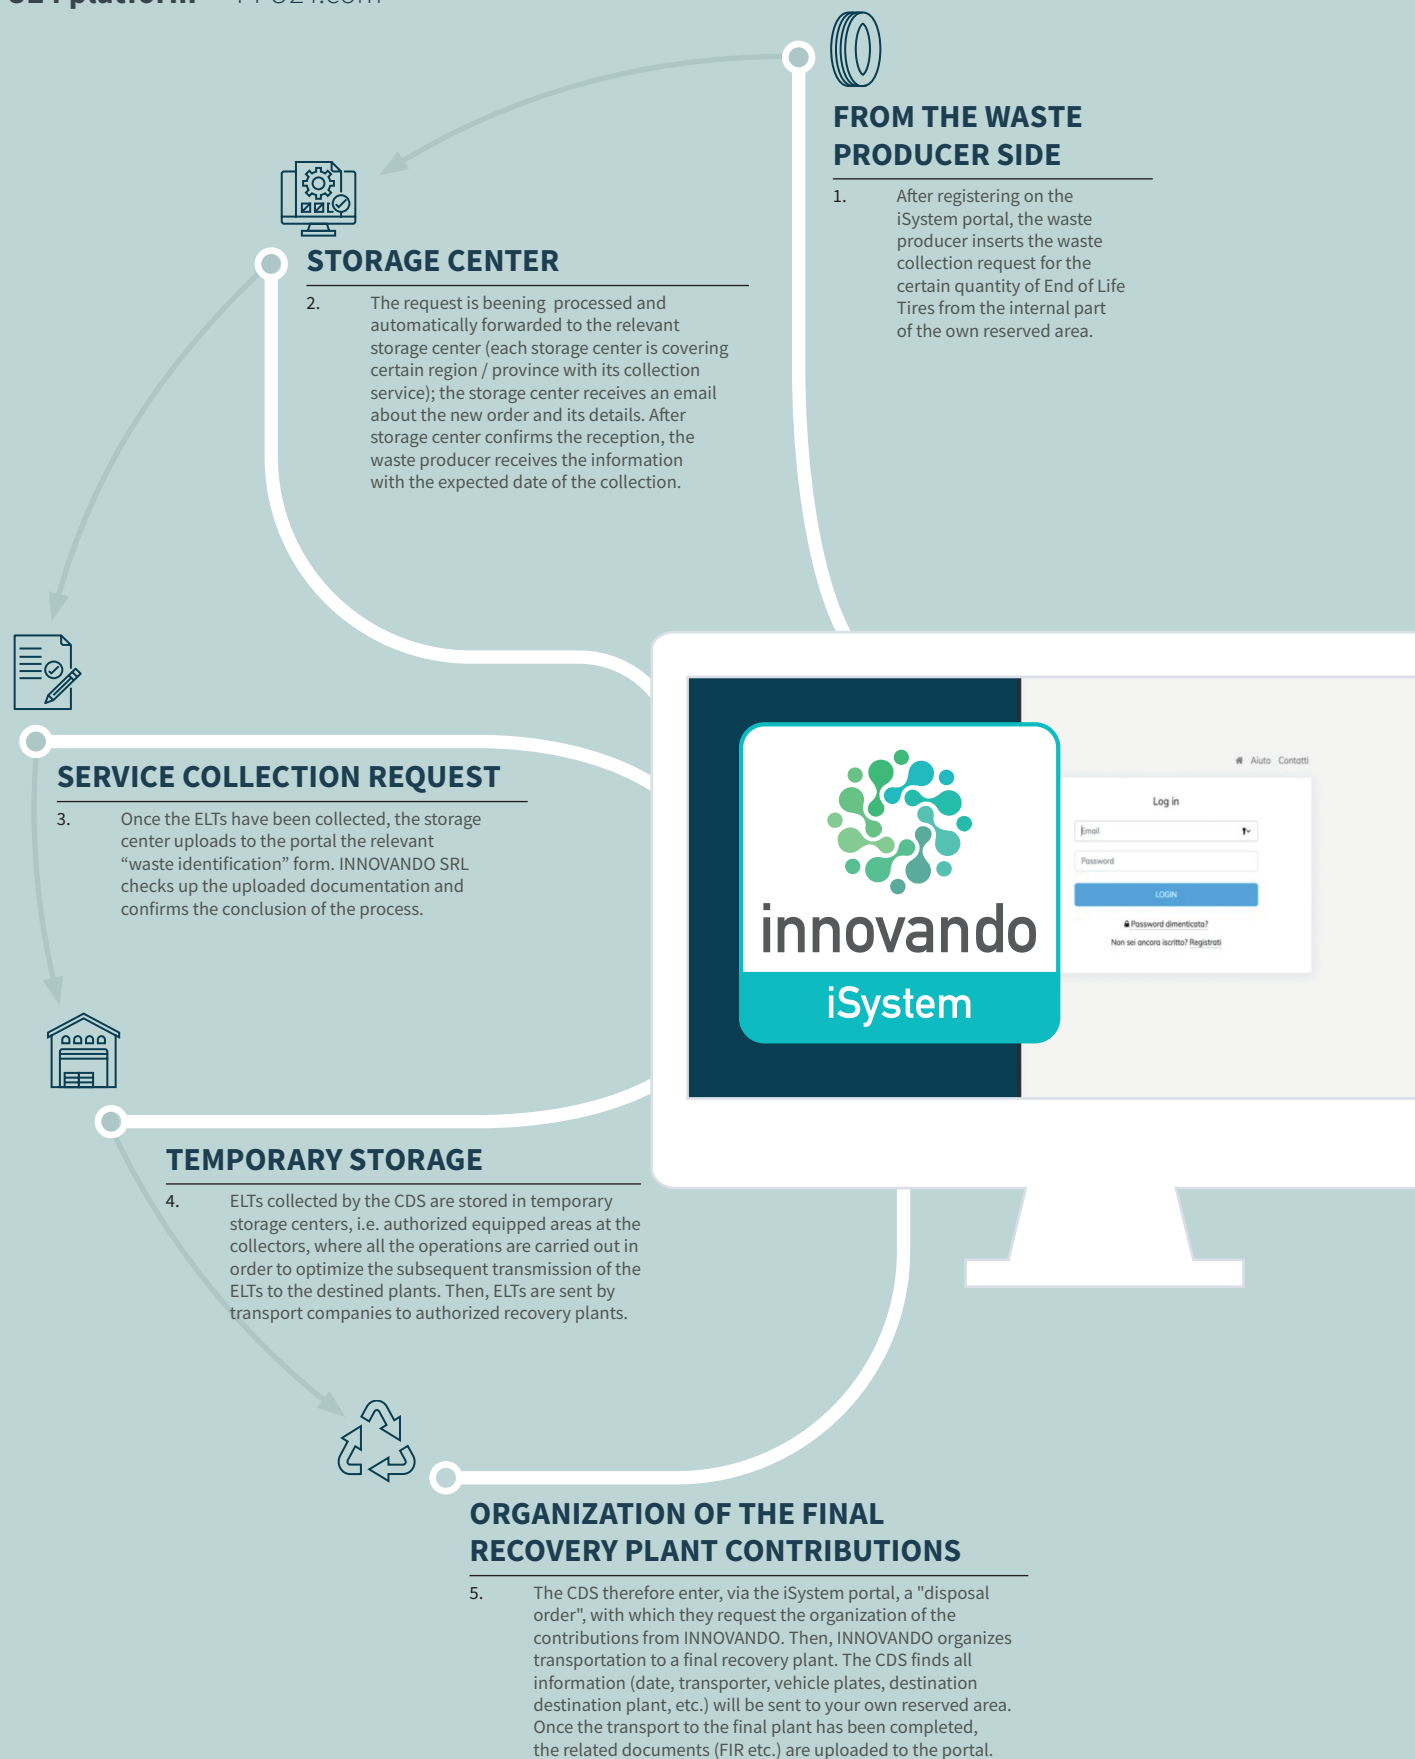 FROM THE WASTE
PRODUCER SIDE
1. After registering on the
iSystem portal, the waste
producer inserts the waste
collection request for the
certain quantity of End of Life
Tires from the internal part
of the own reserved area.
STORAGE CENTER
2. The request is beening processed and
automatically forwarded to the relevant
storage center (each storage center is covering
certain region / province with its collection
service); the storage center receives an email
about the new order and its details. After
storage center confirms the reception, the
waste producer receives the information
with the expected date of the collection.
SERVICE COLLECTION REQUEST
3. Once the ELTs have been collected, the storage
center uploads to the portal the relevant
“waste identification” form. INNOVANDO SRL
checks up the uploaded documentation and
confirms the conclusion of the process.
innovando
iSystem
Aiuto Contatti
Log in
Email
Password
LOGIN
Password dimenticata?
Non sei ancora iscritto? Registrati
TEMPORARY STORAGE
4. ELTs collected by the CDS are stored in temporary
storage centers, i.e. authorized equipped areas at the
collectors, where all the operations are carried out in
order to optimize the subsequent transmission of the
ELTs to the destined plants. Then, ELTs are sent by
transport companies to authorized recovery plants.
ORGANIZATION OF THE FINAL
RECOVERY PLANT CONTRIBUTIONS
5. The CDS therefore enter, via the iSystem portal, a "disposal
order", with which they request the organization of the
contributions from INNOVANDO. Then, INNOVANDO organizes
transportation to a final recovery plant. The CDS finds all
information (date, transporter, vehicle plates, destination
destination plant, etc.) will be sent to your own reserved area.
Once the transport to the final plant has been completed,
the related documents (FIR etc.) are uploaded to the portal.